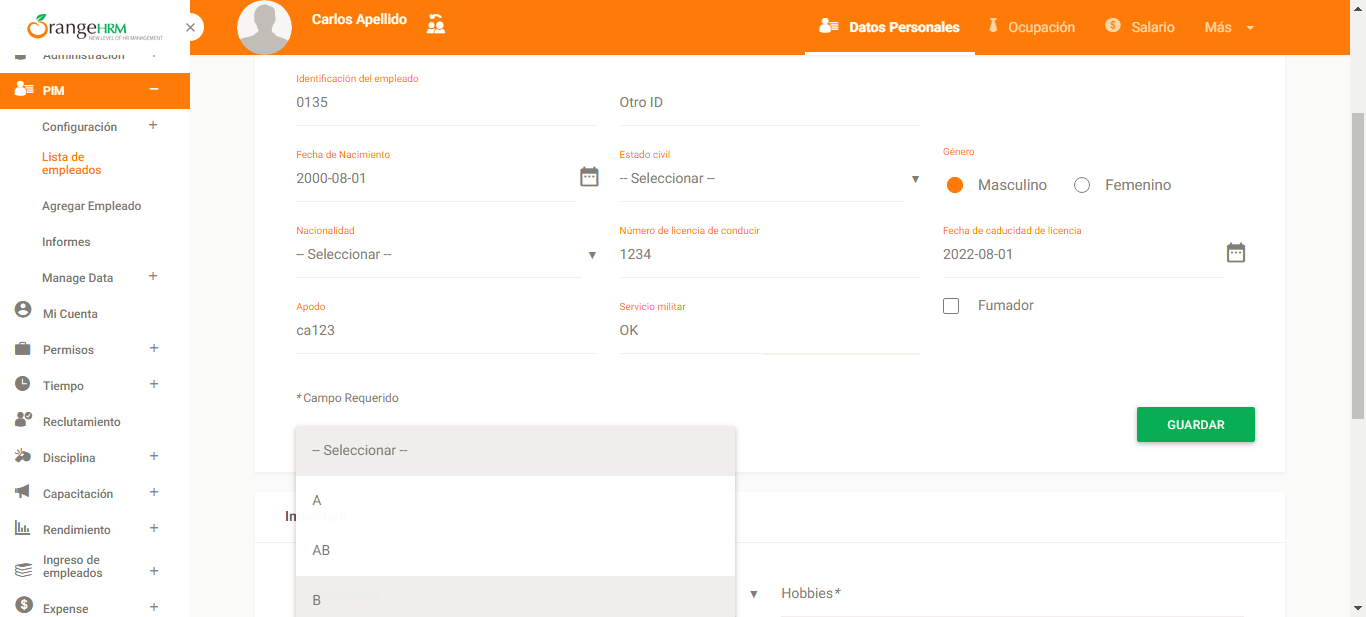 OrangeHRM
NEW LEVEL OF HR MANAGEMENT
Carlos Apellido
Datos Personales
Ocupación
Salario
Más
Administración
PIM
Configuración
Lista de
empleados
Agregar Empleado
Informes
Manage Data
Mi Cuenta
Permisos
Tiempo
Reclutamiento
Disciplina
Capacitación
Rendimiento
Ingreso de
empleados
Expense
Identificación del empleado
0135
Otro ID
Fecha de Nacimiento
2000-08-01
Estado civil
-- Seleccionar --
Género
Masculino
Femenino
Nacionalidad
-- Seleccionar --
Número de licencia de conducir
1234
Fecha de caducidad de licencia
2022-08-01
Apodo
ca123
Servicio militar
OK
Fumador
* Campo Requerido
GUARDAR
-- Seleccionar --
A
AB
B
Hobbies*